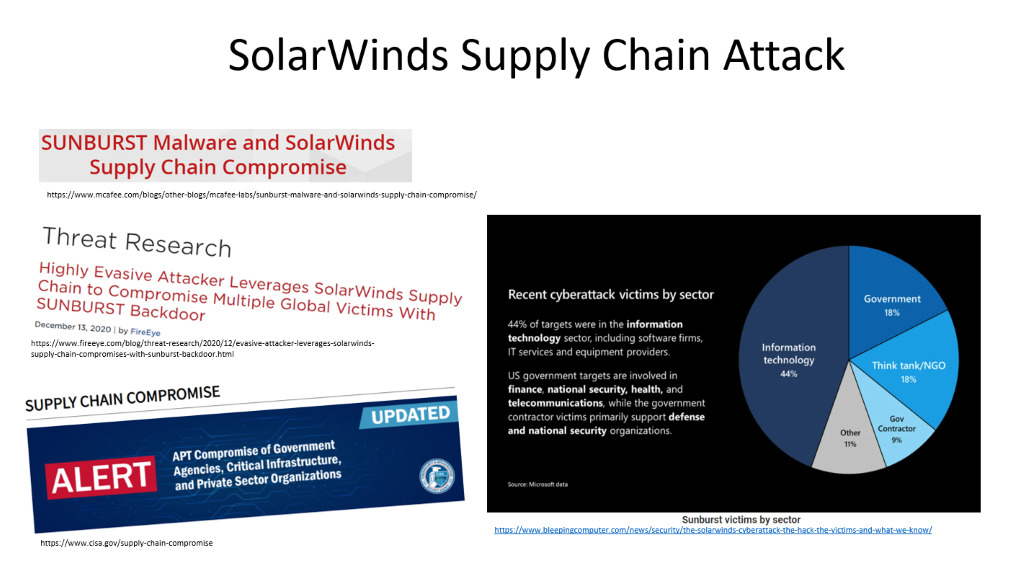 SolarWinds Supply Chain Attack
SUNBURST Malware and SolarWinds
Supply Chain Compromise
https://www.mcafee.com/blogs/other-blogs/mcafee-labs/sunburst-malware-and-solarwinds-supply-chain-compromise/
Threat Research
Highly Evasive Attacker Leverages SolarWinds Supply
Chain to Compromise Multiple Global Victims With
SUNBURST Backdoor
December 13, 2020 | by FireEye
https://www.fireeye.com/blog/threat-research/2020/12/evasive-attacker-leverages-solarwinds-
supply-chain-compromises-with-sunburst-backdoor.html
SUPPLY CHAIN COMPROMISE
UPDATED
ALERT
APT Compromise of Government
Agencies, Critical Infrastructure,
and Private Sector Organizations
https://www.cisa.gov/supply-chain-compromise
Recent cyberattack victims by sector
44% of targets were in the information
technology sector, including software firms,
IT services and equipment providers.
US government targets are involved in
finance, national security, health, and
telecommunications, while the government
contractor victims primarily support defense
and national security organizations.
Source: Microsoft data
Government
18%
Think tank/NGO
18%
Gov
Contractor
9%
Other
11%
Information
technology
44%
Sunburst victims by sector
https://www.bleepingcomputer.com/news/security/the-solarwinds-cyberattack-the-hack-the-victims-and-what-we-know/